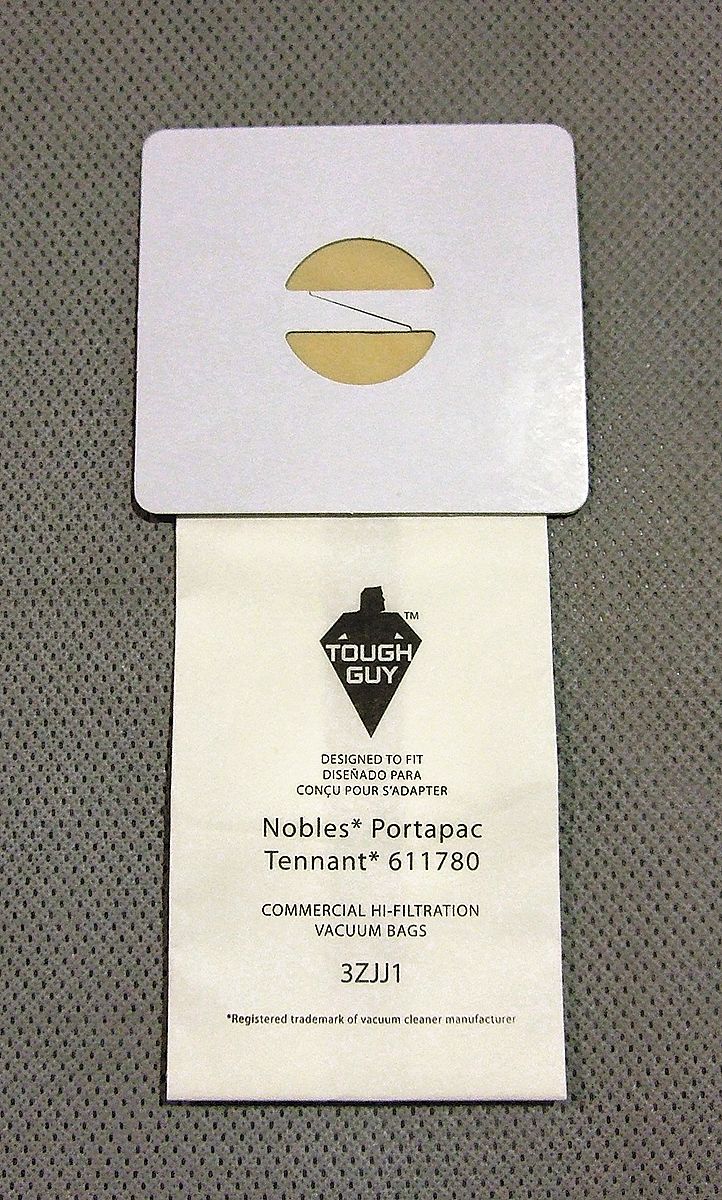 TM
TOUGH
GUY
DESIGNED TO FIT
DISEÑADO PARA
CONÇU POUR S'ADAPTER
Nobles* Portapac
Tennant* 611780
COMMERCIAL HI-FILTRATION
VACUUM BAGS
3ZJJ1
*Registered trademark of vacuum cleaner manufacturer